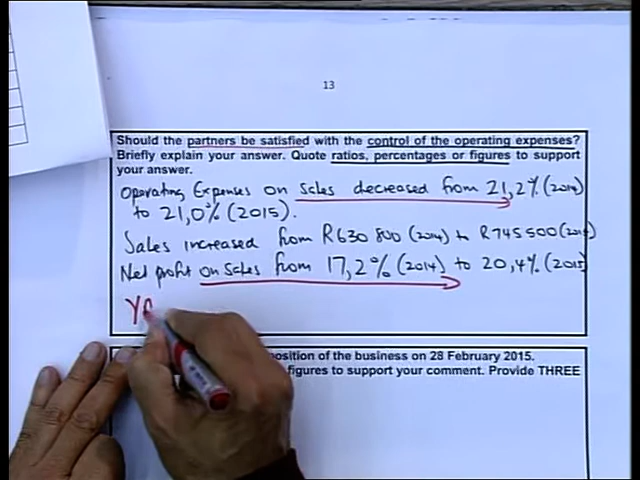 13
Should the partners be satisfied with the control of the operating expenses?
Briefly explain your answer. Quote ratios, percentages or figures to support
your answer.
Operating Expenses on sales decreased from 21,2% (2014)
to 21,0% (2015).
Sales increased from R630 800 (2014) to R745 500 (2015)
Net profit on sales from 17,2% (2014) to 20,4% (2015)
osition of the business on 28 February 2015.
figures to support your comment. Provide THREE